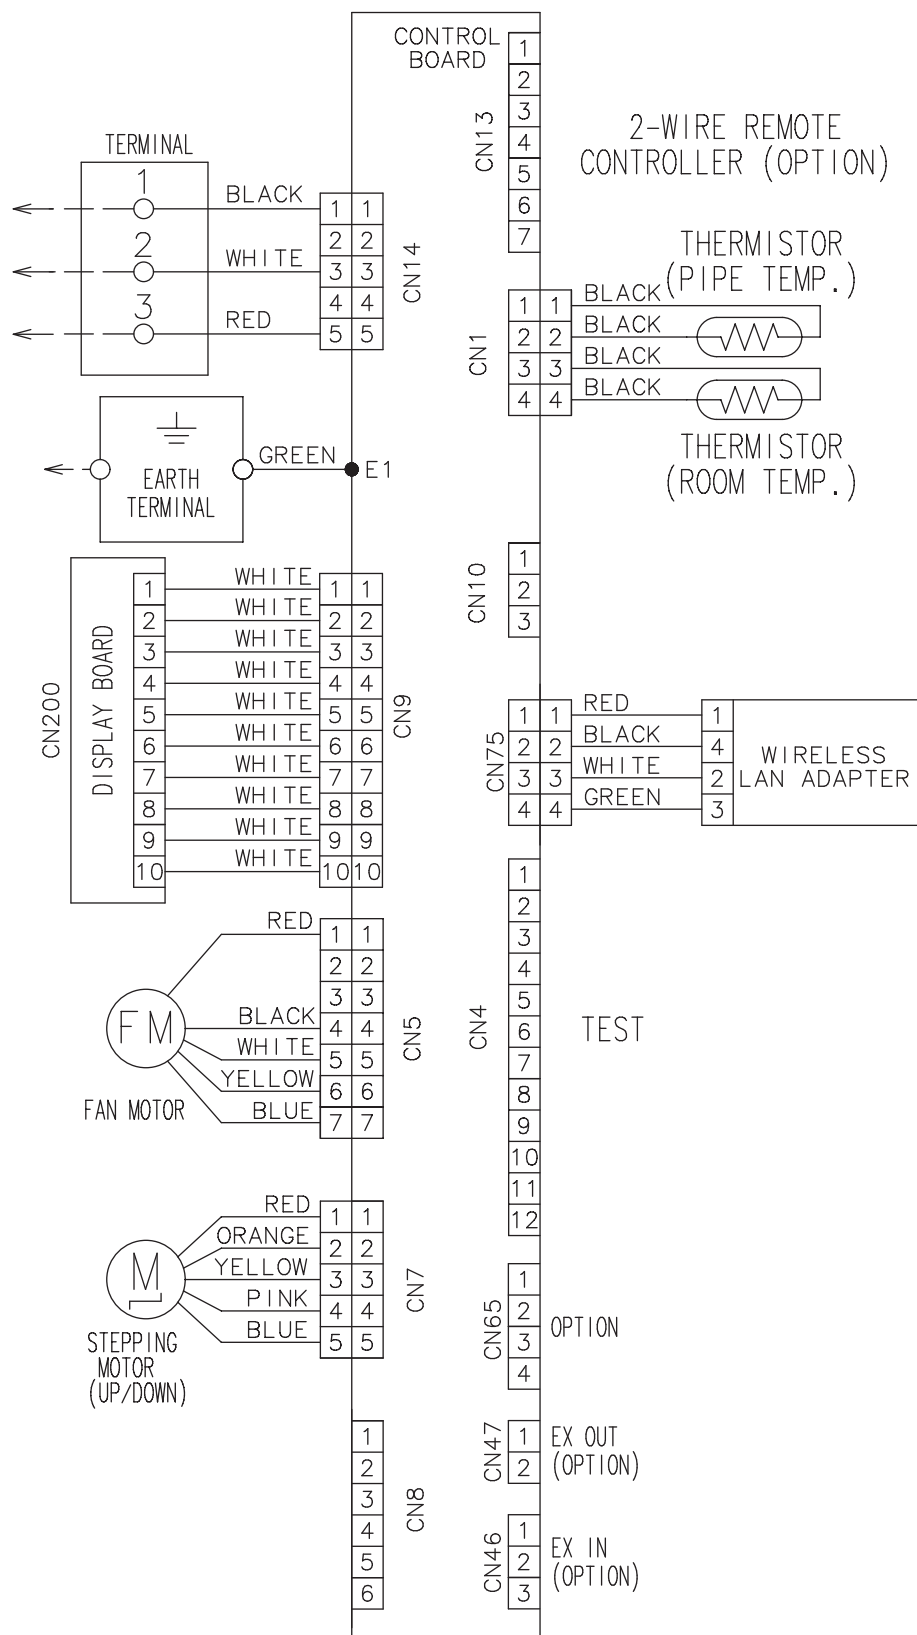 CONTROL
BOARD
CN13
1
2
3
4
5
6
7
2-WIRE REMOTE
CONTROLLER (OPTION)
TERMINAL
1
2
3
BLACK
WHITE
RED
1 1
2 2
3 3
4 4
5 5
CN14
THERMISTOR
(PIPE TEMP.)
CN1
1 1
2 2
3 3
4 4
BLACK
BLACK
BLACK
BLACK
THERMISTOR
(ROOM TEMP.)
EARTH
TERMINAL
GREEN
E1
CN10
1
2
3
CN200
DISPLAY BOARD
1
2
3
4
5
6
7
8
9
10
WHITE
WHITE
WHITE
WHITE
WHITE
WHITE
WHITE
WHITE
WHITE
WHITE
1 1
2 2
3 3
4 4
5 5
6 6
7 7
8 8
9 9
10 10
CN9
CN75
1 1
2 2
3 3
4 4
RED
BLACK
WHITE
GREEN
1
4
2
3
WIRELESS
LAN ADAPTER
FM
FAN MOTOR
RED
BLACK
WHITE
YELLOW
BLUE
1 1
2 2
3 3
4 4
5 5
6 6
7 7
CN5
CN4
1
2
3
4
5
6
7
8
9
10
11
12
TEST
M
STEPPING
MOTOR
(UP/DOWN)
RED
ORANGE
YELLOW
PINK
BLUE
1 1
2 2
3 3
4 4
5 5
CN7
CN65
1
2
3
4
OPTION
1
2
3
4
5
6
CN8
CN47
1
2
EX OUT
(OPTION)
CN46
1
2
3
EX IN
(OPTION)